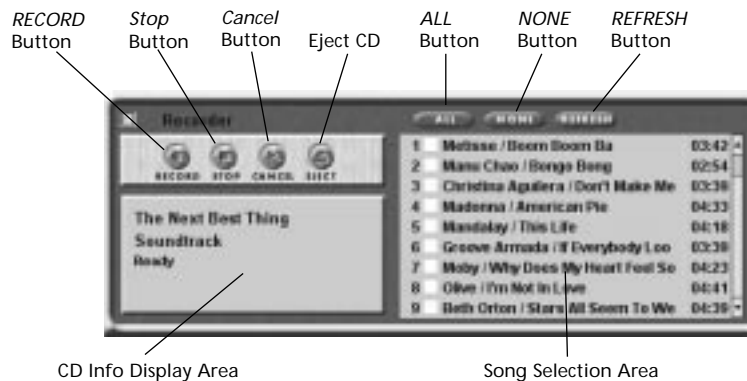 RECORD Button
Stop Button
Cancel Button
Eject CD
ALL Button
NONE Button
REFRESH Button
Recorder
ALL NONE REFRESH
RECORD STOP CANCEL EJECT
The Next Best Thing
Soundtrack
Ready
1 Metisse / Boom Boom Ba 03:42
2 Manu Chao / Bongo Bong 02:54
3 Christina Aguilera / Don't Make Me 03:39
4 Madonna / American Pie 04:33
5 Mandalay / This Life 04:18
6 Groove Armada / If Everybody Loo 03:39
7 Moby / Why Does My Heart Feel So 04:23
8 Olive / I'm Not In Love 04:41
9 Beth Orton / Stars All Seem To We 04:39
CD Info Display Area
Song Selection Area